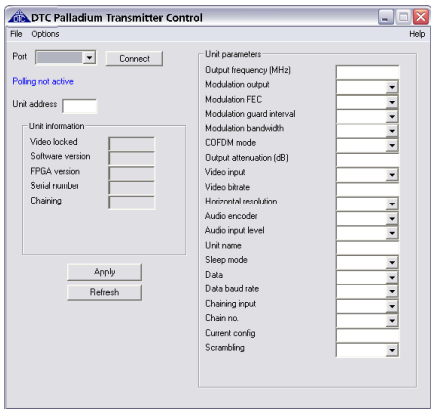 DTC Palladium Transmitter Control
File Options Help
Port Connect
Polling not active
Unit address
Unit information
Video locked
Software version
FPGA version
Serial number
Chaining
Apply
Refresh
Unit parameters
Output frequency (MHz)
Modulation output
Modulation FEC
Modulation guard interval
Modulation bandwidth
COFDM mode
Output attenuation (dB)
Video input
Video bitrate
Horizontal resolution
Audio encoder
Audio input level
Unit name
Sleep mode
Data
Data baud rate
Chaining input
Chain no.
Current config
Scrambling